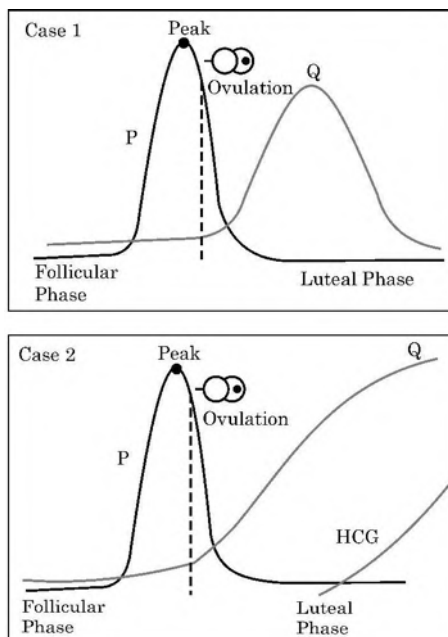 Case 1
Peak
Ovulation
P
Q
Follicular
Phase
Luteal Phase
Case 2
Peak
Q
Ovulation
P
HCG
Follicular
Phase
Luteal
Phase